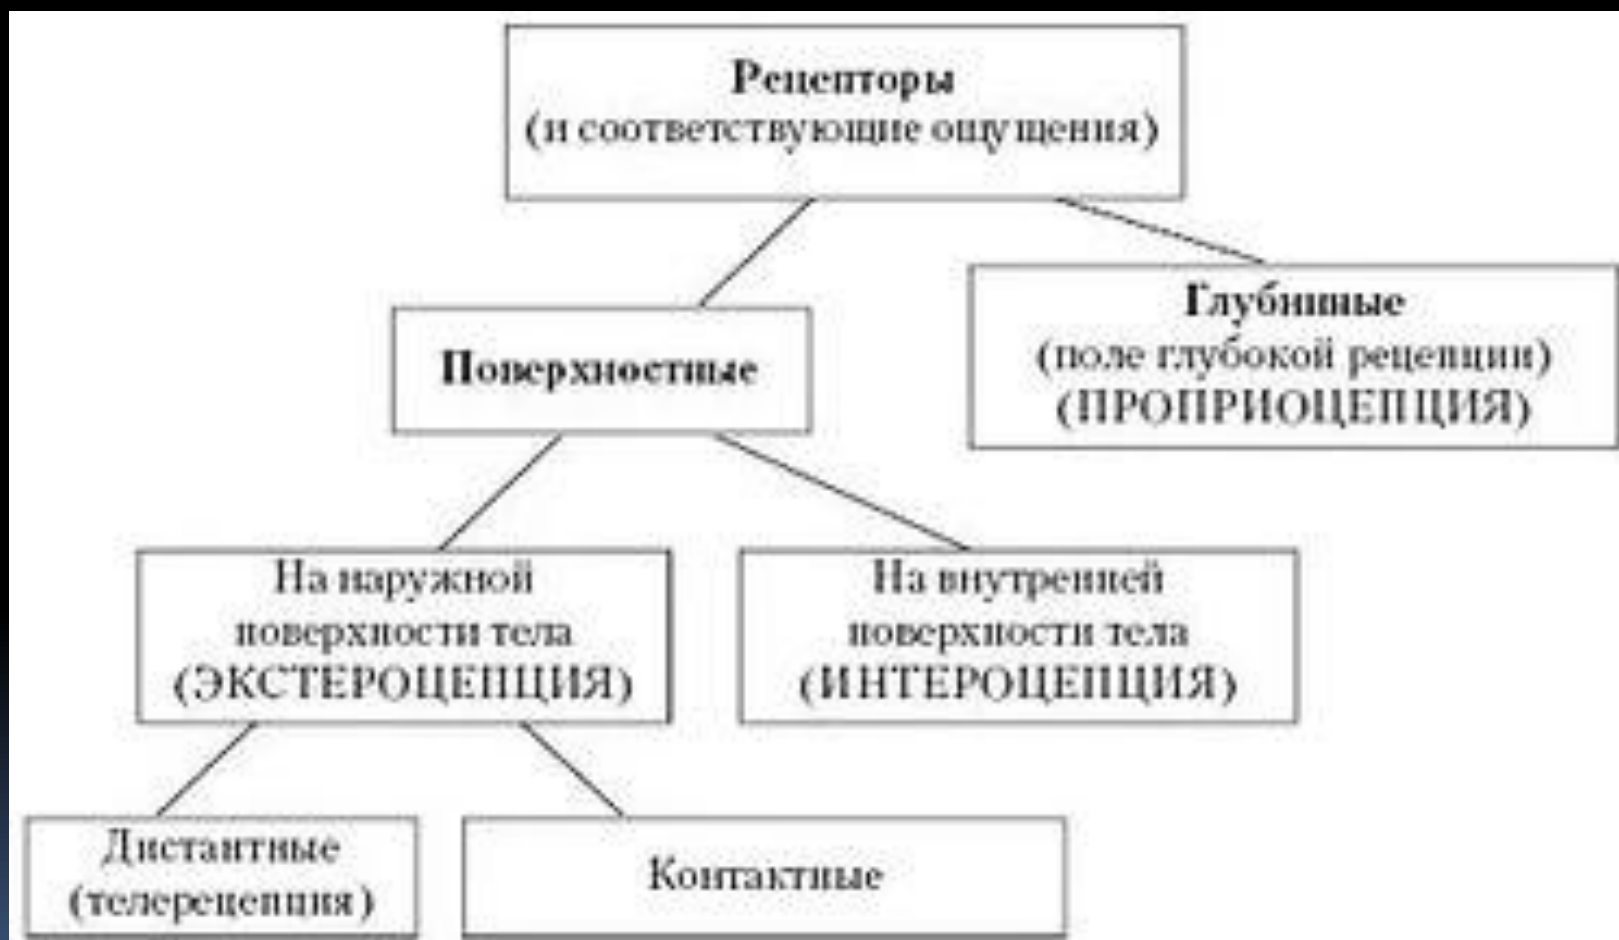 Рецепторы
(и соответствующие ощущения)
Глубинные
(поле глубокой рецепции)
(ПРОПРИОЦЕПЦИЯ)
Поверхностные
На наружной
поверхности тела
(ЭКСТЕРОЦЕПЦИЯ)
На внутренней
поверхности тела
(ИНТЕРОЦЕПЦИЯ)
Дистантные
(телерецепция)
Контактные